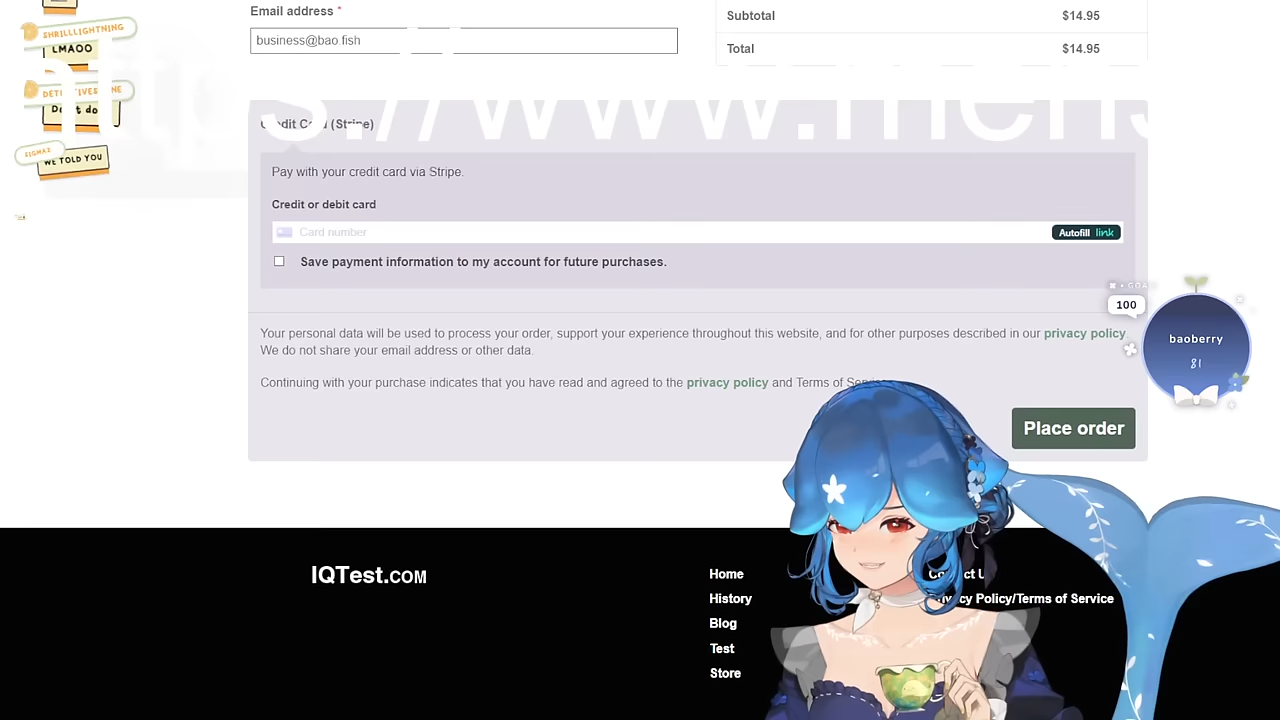 SHRILLLIGHTNING
LMAOO
WE TOLD YOU
Email address *
business@bao.fish
Subtotal $14.95
Total $14.95
Credit Card (Stripe)
Pay with your credit card via Stripe.
Credit or debit card
Card number
Autofill link
Save payment information to my account for future purchases.
100
baoberry
81
Your personal data will be used to process your order, support your experience throughout this website, and for other purposes described in our privacy policy
We do not share your email address or other data.
Continuing with your purchase indicates that you have read and agreed to the privacy policy and Terms of
Place order
IQTest.COM
Home
History
Blog
Test
Store
Policy/Terms of Service